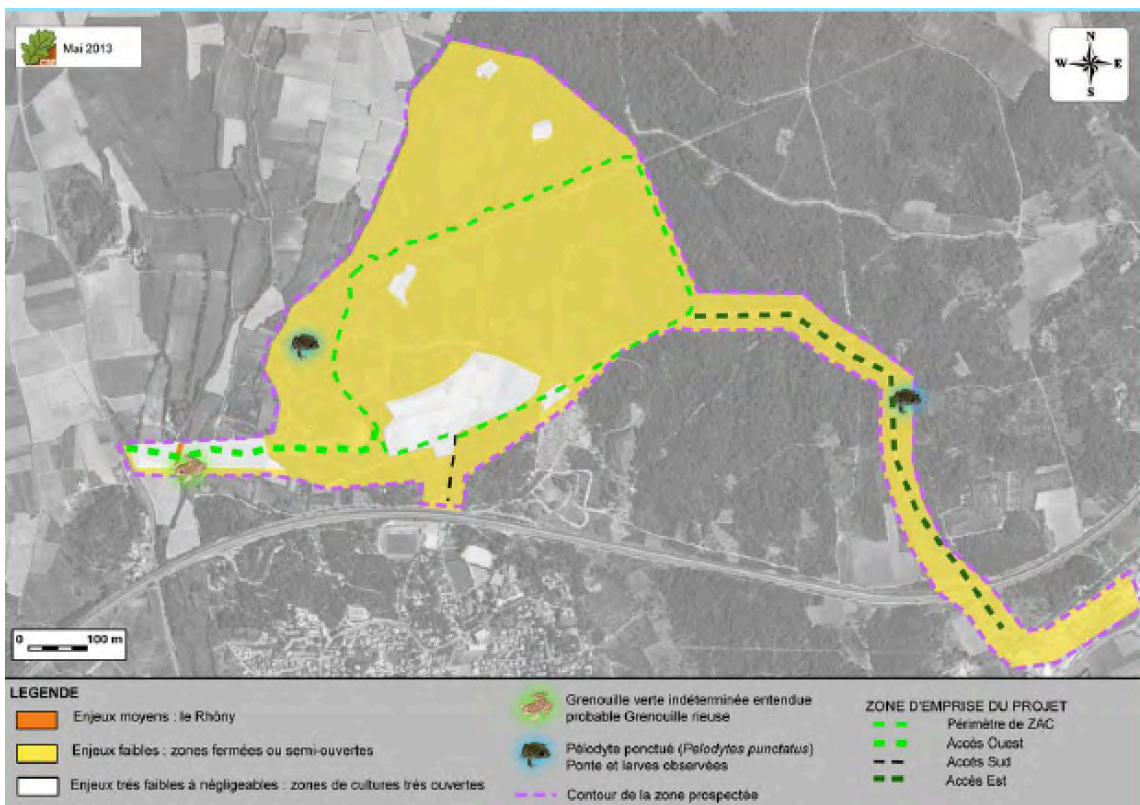 Mai 2013
N
W E
S
0 100 m
LEGENDE
Enjeux moyens : le Rhôny
Enjeux faibles : zones fermées ou semi-ouvertes
Enjeux très faibles à négligeables : zones de cultures très ouvertes
Grenouille verte indéterminée entendue
probable Grenouille rieuse
Pélodyte ponctué (Pelodytes punctatus)
Ponte et larves observées
Contour de la zone prospectée
ZONE D'EMPRISE DU PROJET
Périmètre de ZAC
Accès Ouest
Accès Sud
Accès Est